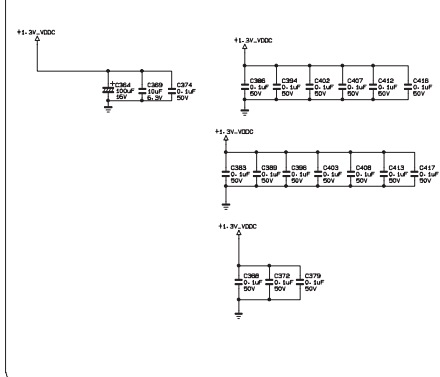 +1.3V_VDDC
+1.3V_VDDC
C364
100uF
16V
C369
10uF
6.3V
C374
0.1uF
50V
C386
0.1uF
50V
C394
0.1uF
50V
C402
0.1uF
50V
C407
0.1uF
50V
C412
0.1uF
50V
C416
0.1uF
50V
+1.3V_VDDC
C383
0.1uF
50V
C389
0.1uF
50V
C396
0.1uF
50V
C403
0.1uF
50V
C408
0.1uF
50V
C413
0.1uF
50V
C417
0.1uF
50V
+1.3V_VDDC
C368
0.1uF
50V
C372
0.1uF
50V
C379
0.1uF
50V